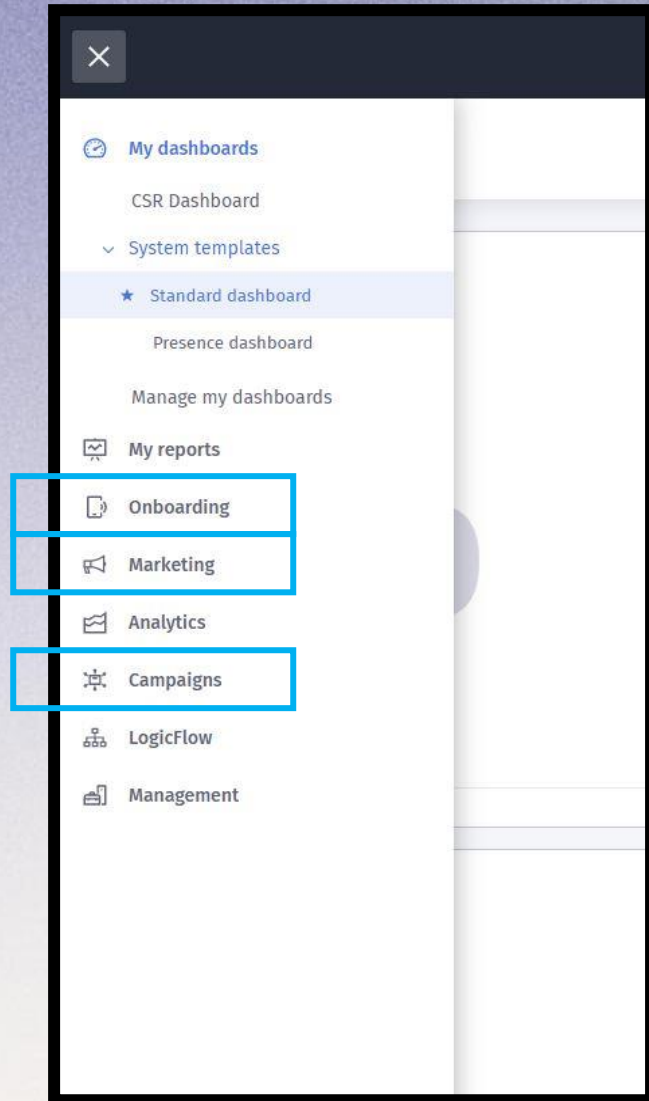 My dashboards
CSR Dashboard
System templates
Standard dashboard
Presence dashboard
Manage my dashboards
My reports
Onboarding
Marketing
Analytics
Campaigns
LogicFlow
Management